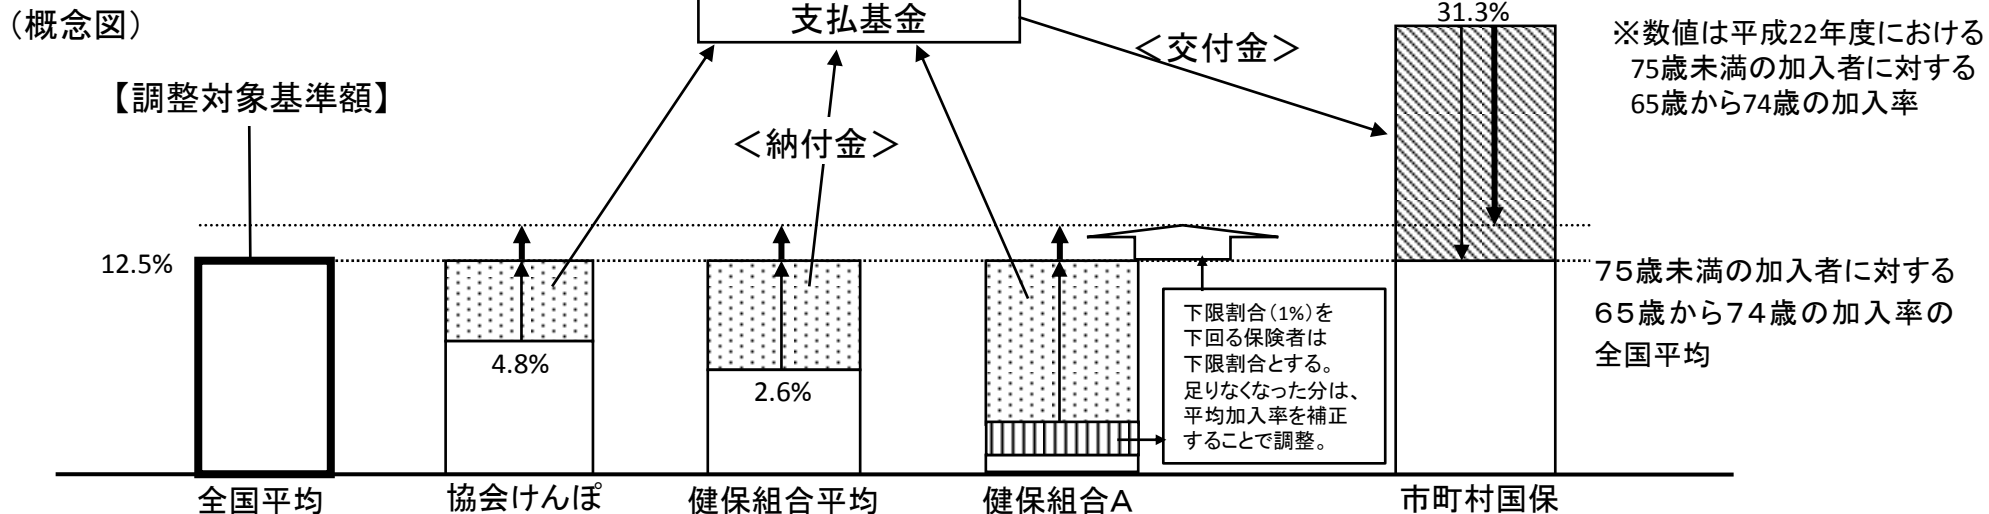 （概念図）
支払基金
31.3%
※数値は平成22年度における
75歳未満の加入者に対する
65歳から74歳の加入率
＜交付金＞
【調整対象基準額】
＜納付金＞
12.5%
75歳未満の加入者に対する
65歳から74歳の加入率の
全国平均
下限割合（1%）を
下回る保険者は
下限割合とする。
足りなくなった分は、
平均加入率を補正
することで調整。
4.8%
2.6%
全国平均
協会けんぽ
健保組合平均
健保組合A
市町村国保